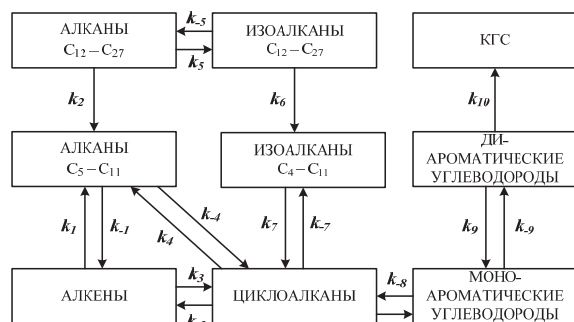 АЛКАНЫ
C12–C27
k-5
k5
ИЗОАЛКАНЫ
C12–C27
КГС
k2
k6
k10
АЛКАНЫ
C5–C11
ИЗОАЛКАНЫ
C4–C11
ДИ-
АРОМАТИЧЕСКИЕ
УГЛЕВОДОРОДЫ
k1
k-1
k4
k-4
k7
k-7
k9
k-9
АЛКЕНЫ
k3
ЦИКЛОАЛКАНЫ
k-8
МОНО-
АРОМАТИЧЕСКИЕ
УГЛЕВОДОРОДЫ